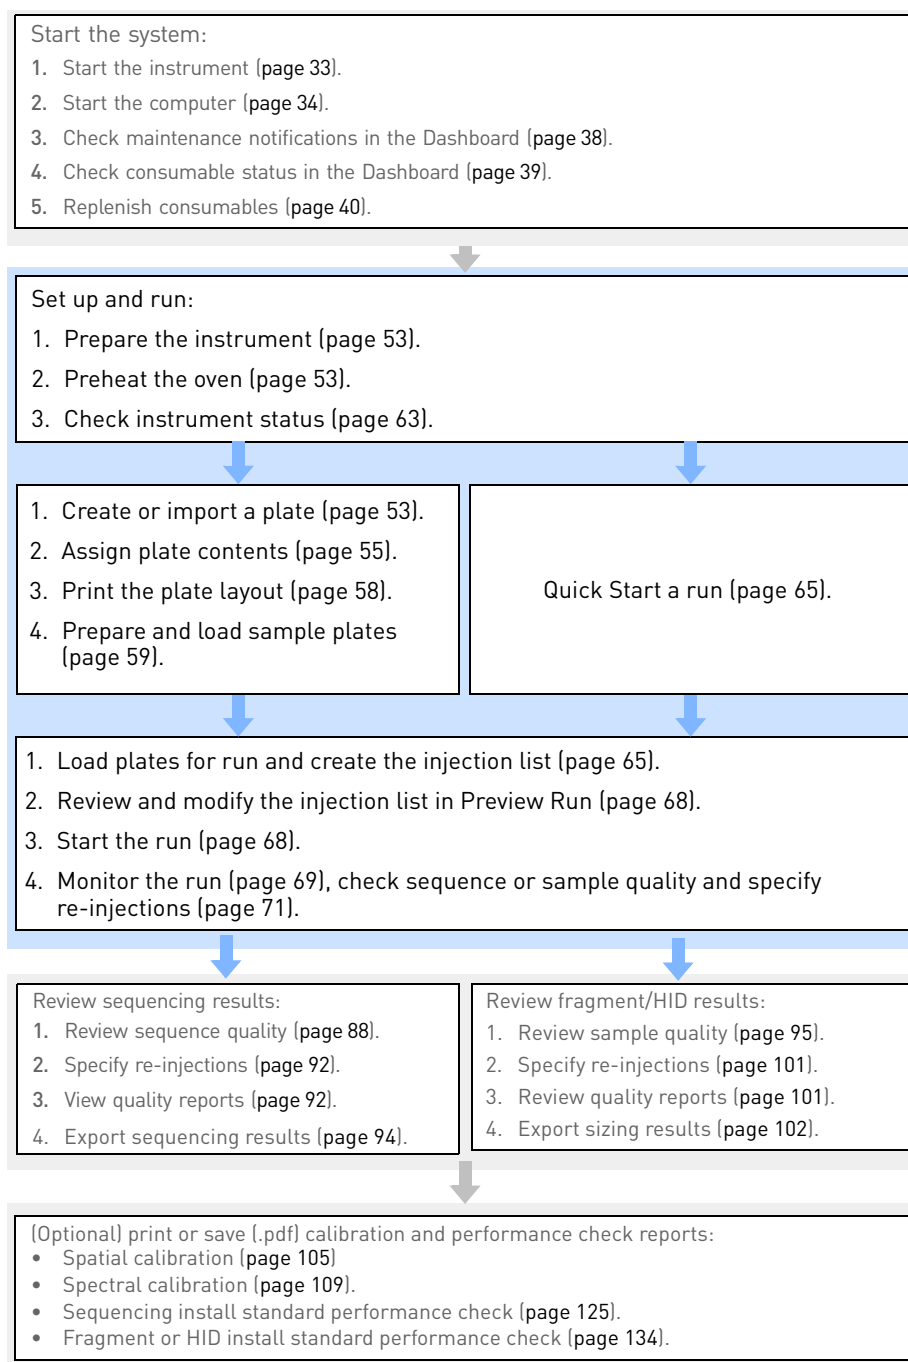 Start the system:
1. Start the instrument (page 33).
2. Start the computer (page 34).
3. Check maintenance notifications in the Dashboard (page 38).
4. Check consumable status in the Dashboard (page 39).
5. Replenish consumables (page 40).
Set up and run:
1. Prepare the instrument (page 53).
2. Preheat the oven (page 53).
3. Check instrument status (page 63).
1. Create or import a plate (page 53).
2. Assign plate contents (page 55).
3. Print the plate layout (page 58).
4. Prepare and load sample plates
(page 59).
Quick Start a run (page 65).
1. Load plates for run and create the injection list (page 65).
2. Review and modify the injection list in Preview Run (page 68).
3. Start the run (page 68).
4. Monitor the run (page 69), check sequence or sample quality and specify
re-injections (page 71).
Review sequencing results:
1. Review sequence quality (page 88).
2. Specify re-injections (page 92).
3. View quality reports (page 92).
4. Export sequencing results (page 94).
Review fragment/HID results:
1. Review sample quality (page 95).
2. Specify re-injections (page 101).
3. Review quality reports (page 101).
4. Export sizing results (page 102).
(Optional) print or save (.pdf) calibration and performance check reports:
• Spatial calibration (page 105)
• Spectral calibration (page 109).
• Sequencing install standard performance check (page 125).
• Fragment or HID install standard performance check (page 134).